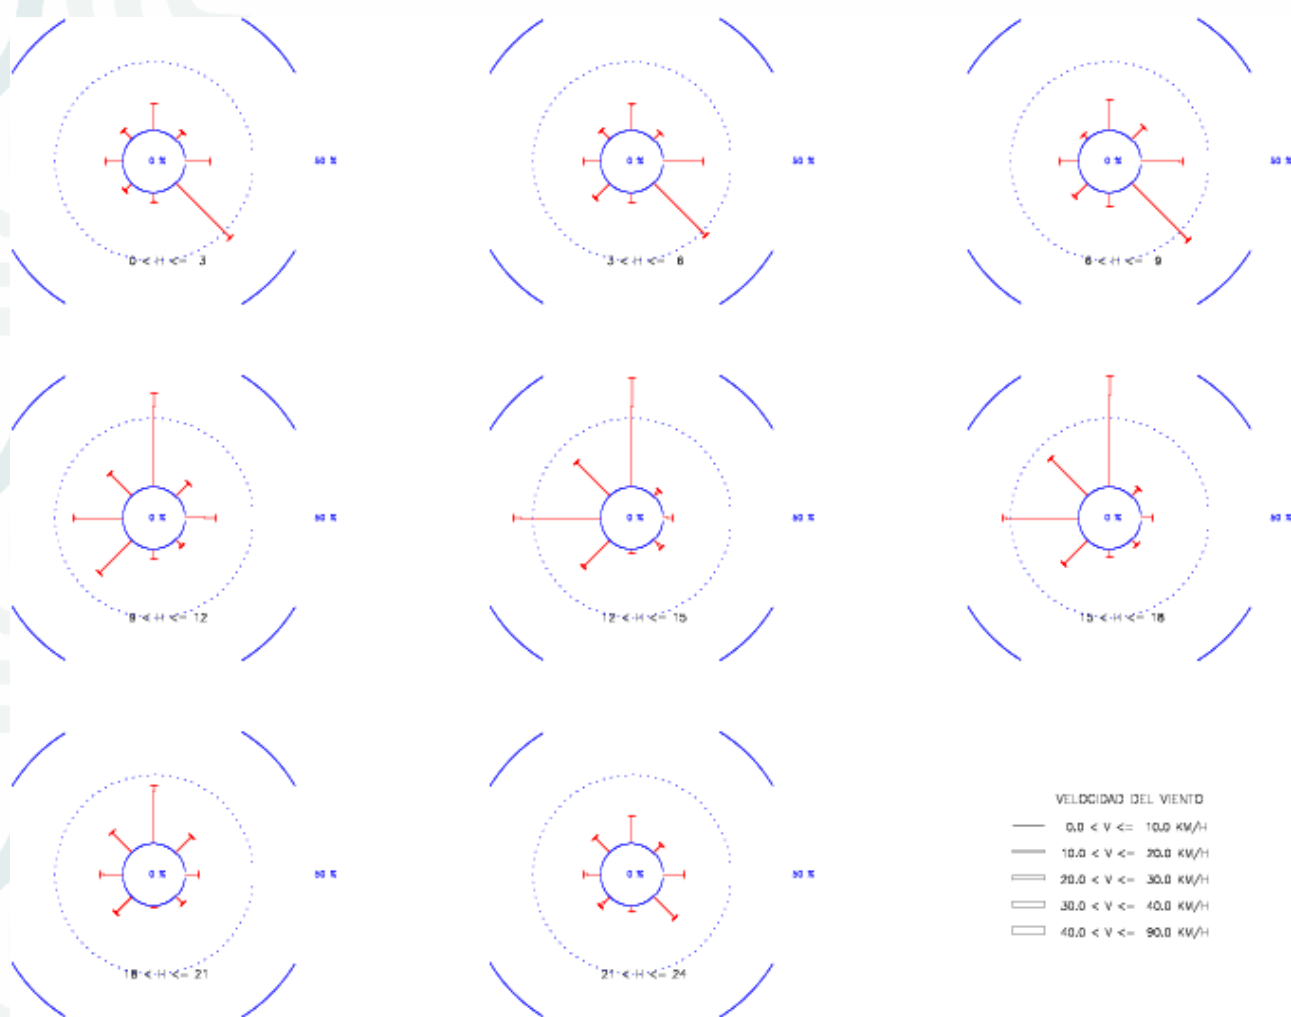 0 %
50 %
0 < H <= 3
0 %
50 %
3 < H <= 6
0 %
50 %
6 < H <= 9
0 %
50 %
9 < H <= 12
0 %
50 %
12 < H <= 15
0 %
50 %
15 < H <= 18
0 %
50 %
18 < H <= 21
0 %
50 %
21 < H <= 24
VELOCIDAD DEL VIENTO
0.0 < V <= 10.0 KM/H
10.0 < V <= 20.0 KM/H
20.0 < V <= 30.0 KM/H
30.0 < V <= 40.0 KM/H
40.0 < V <= 90.0 KM/H